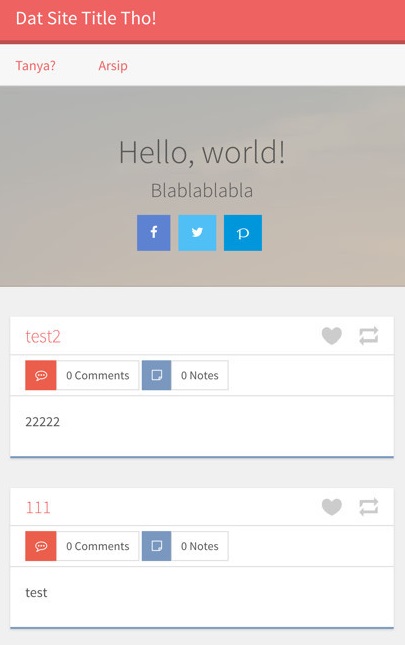 Dat Site Title Tho!
Tanya? Arsip
Hello, world!
Blablablabla
test2
0 Comments 0 Notes
22222
111
0 Comments 0 Notes
test